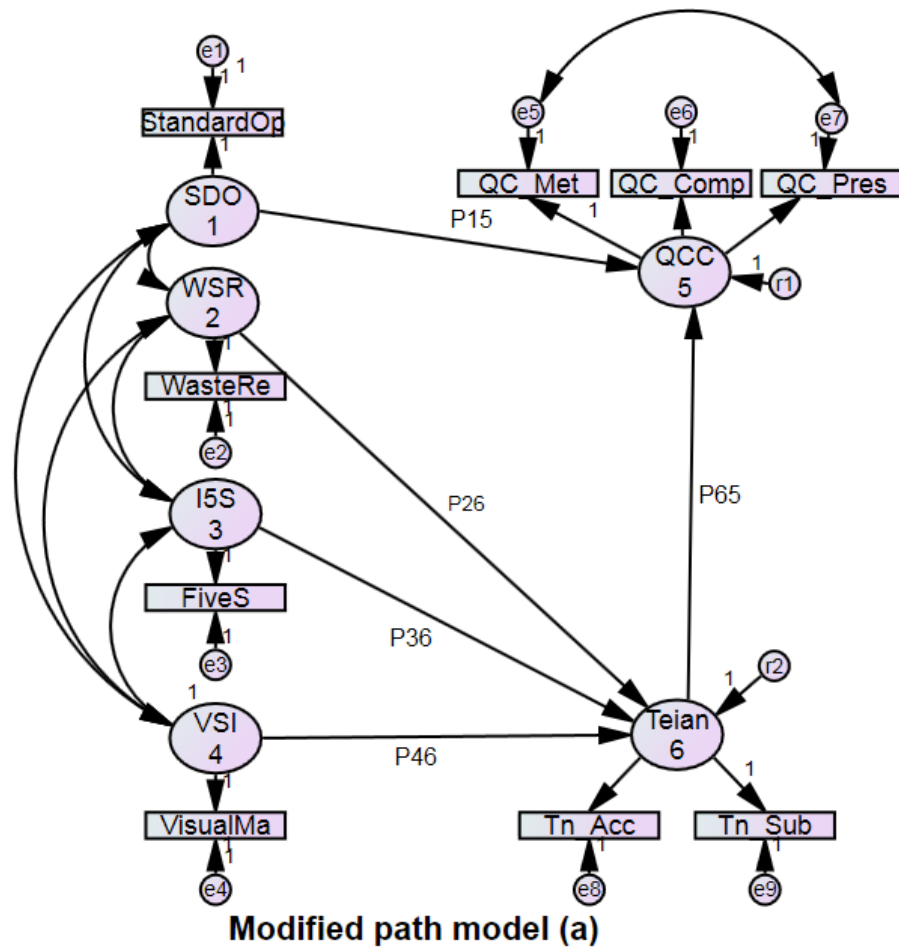 e1
1 1
StandardOp
1
SDO
1
e5
e6
e7
1
1
1
QC_Met
QC_Comp
QC_Pres
1
P15
QCC
5
1
r1
WSR
2
1
WasteRe
1
1
e2
P26
P65
I5S
3
1
FiveS
1
e3
P36
1
VSI
4
P46
1
r2
Teian
6
1
1
VisualMa
1
1
e4
Tn_Acc
1
Tn_Sub
1
e8
e9
Modified path model (a)